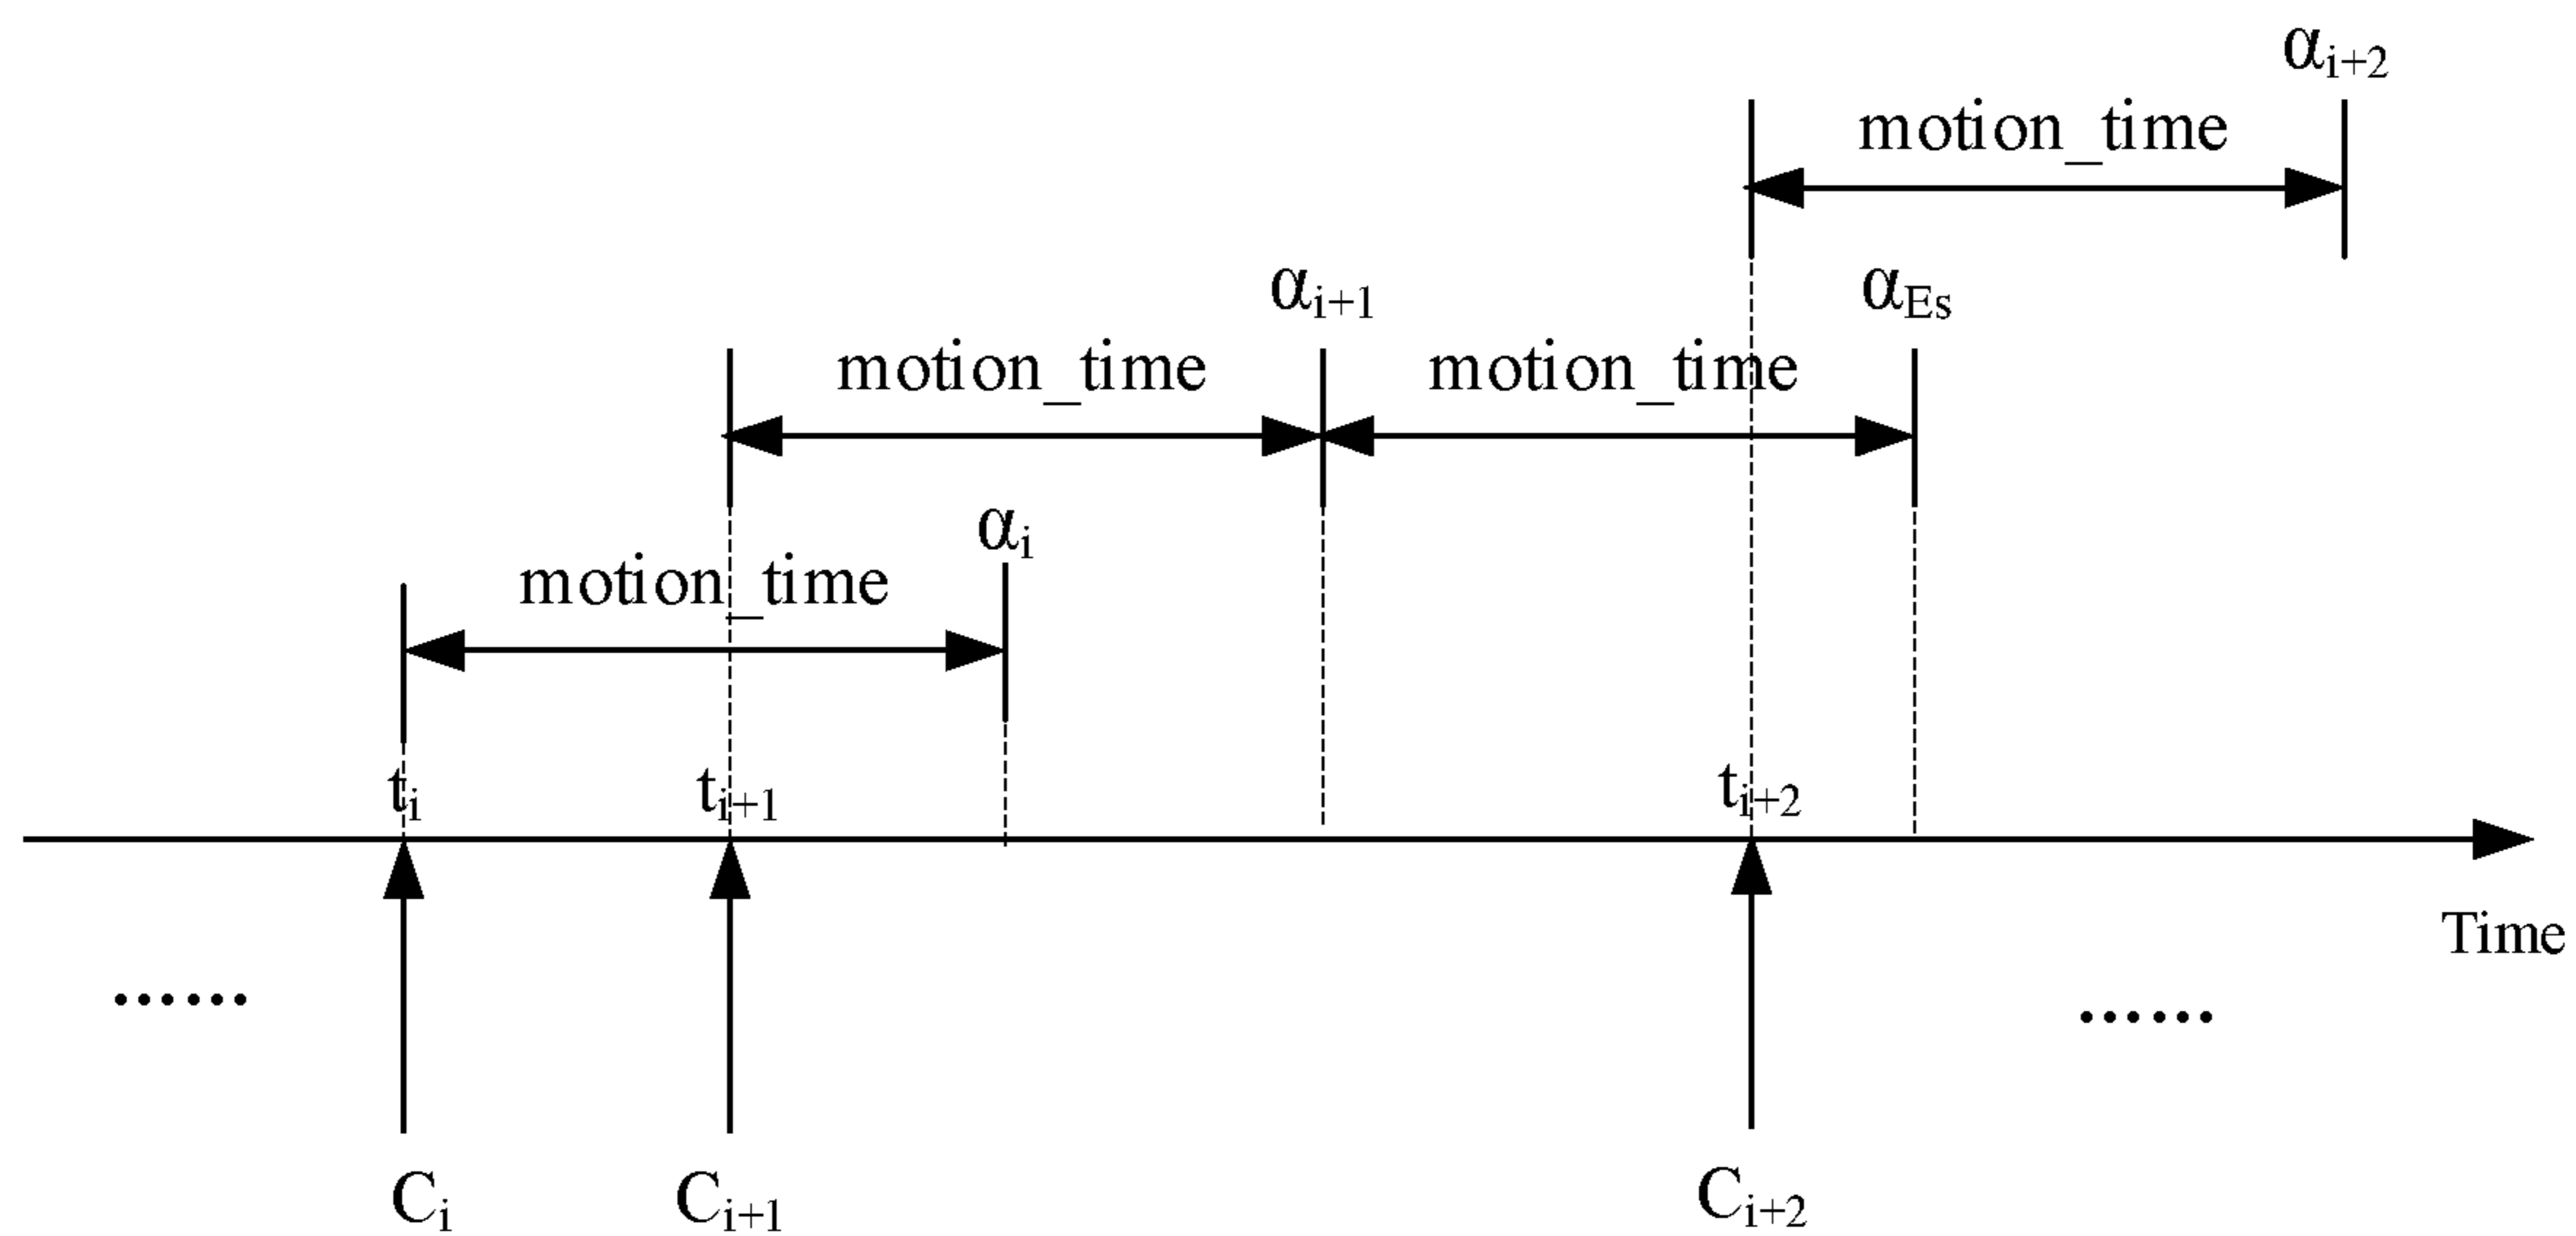 αi+2
motion_time
αi+1 αEs
motion_time motion_time
αi
motion_time
ti ti+1 ti+2
Time
...... ......
Ci Ci+1 Ci+2